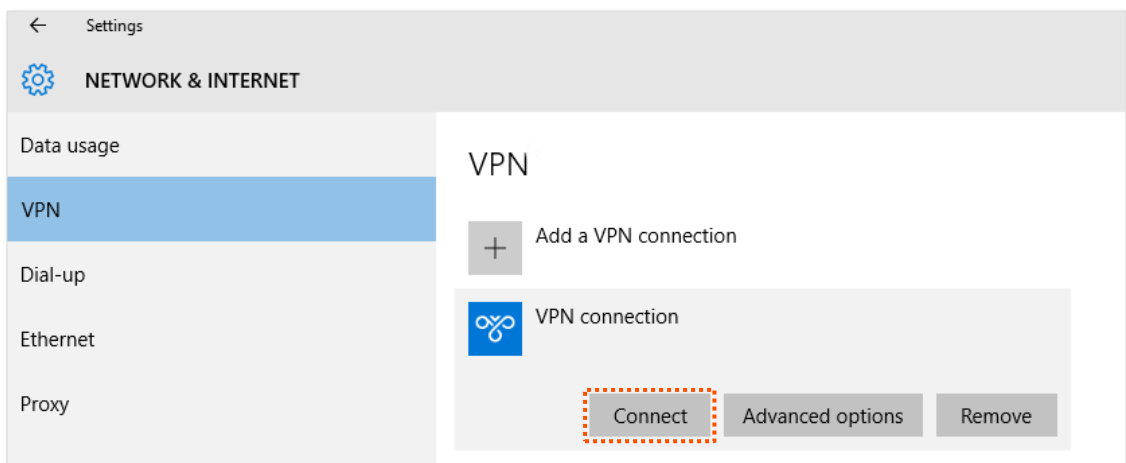 Settings
NETWORK & INTERNET
Data usage
VPN
Dial-up
Ethernet
Proxy
VPN
Add a VPN connection
VPN connection
Connect
Advanced options
Remove